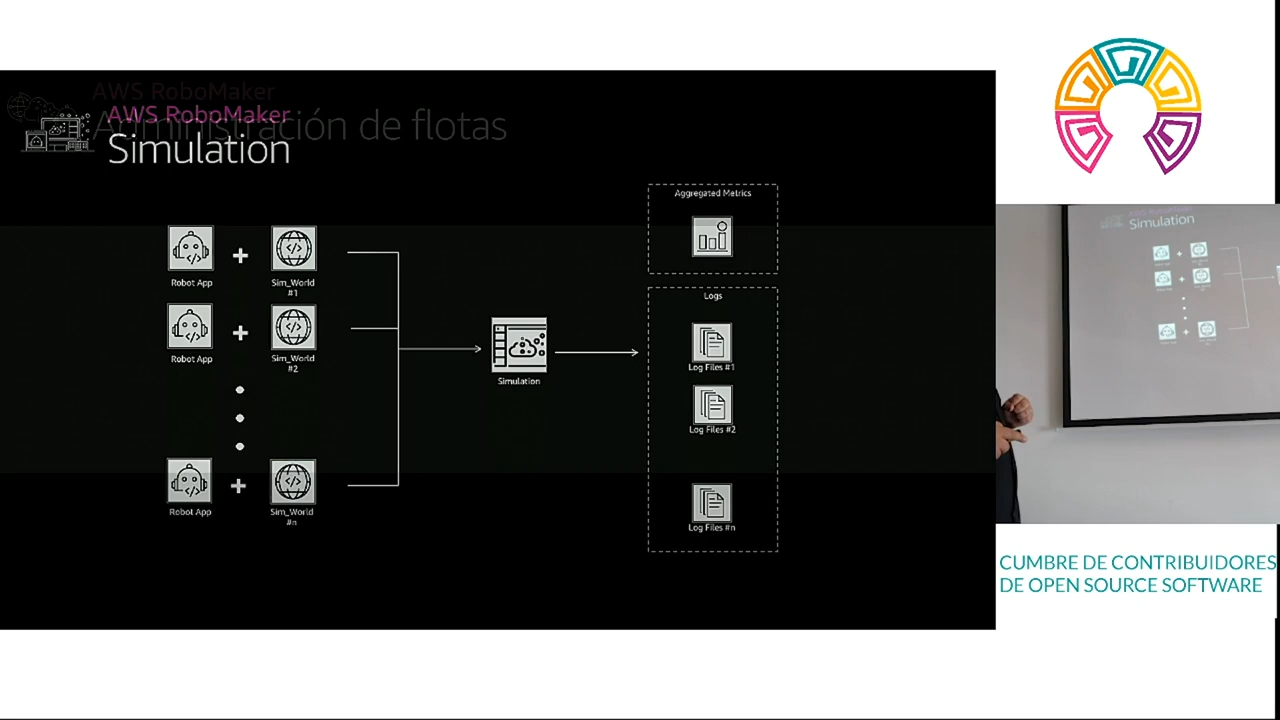 AWS RoboMaker
Administración de flotas
AWS RoboMaker
Simulation
Robot App
+
Sim_World
#1
Robot App
+
Sim_World
#2
Robot App
+
Sim_World
#n
Simulation
Aggregated Metrics
Logs
Log Files #1
Log Files #2
Log Files #n
Simulation
CUMBRE DE CONTRIBUIDORES
DE OPEN SOURCE SOFTWARE